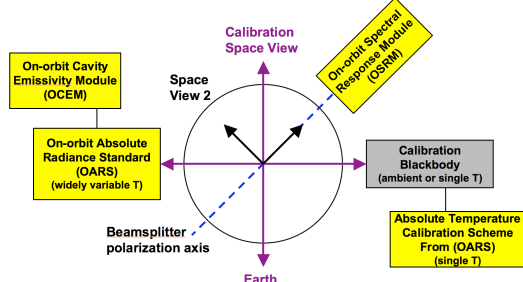 Calibration
Space View
On-orbit Spectral
Response Module
(OSRM)
On-orbit Cavity
Emissivity Module
(OCEM)
Space
View 2
On-orbit Absolute
Radiance Standard
(OARS)
(widely variable T)
Calibration
Blackbody
(ambient or single T)
Absolute Temperature
Calibration Scheme
From (OARS)
(single T)
Beamsplitter
polarization axis
Earth